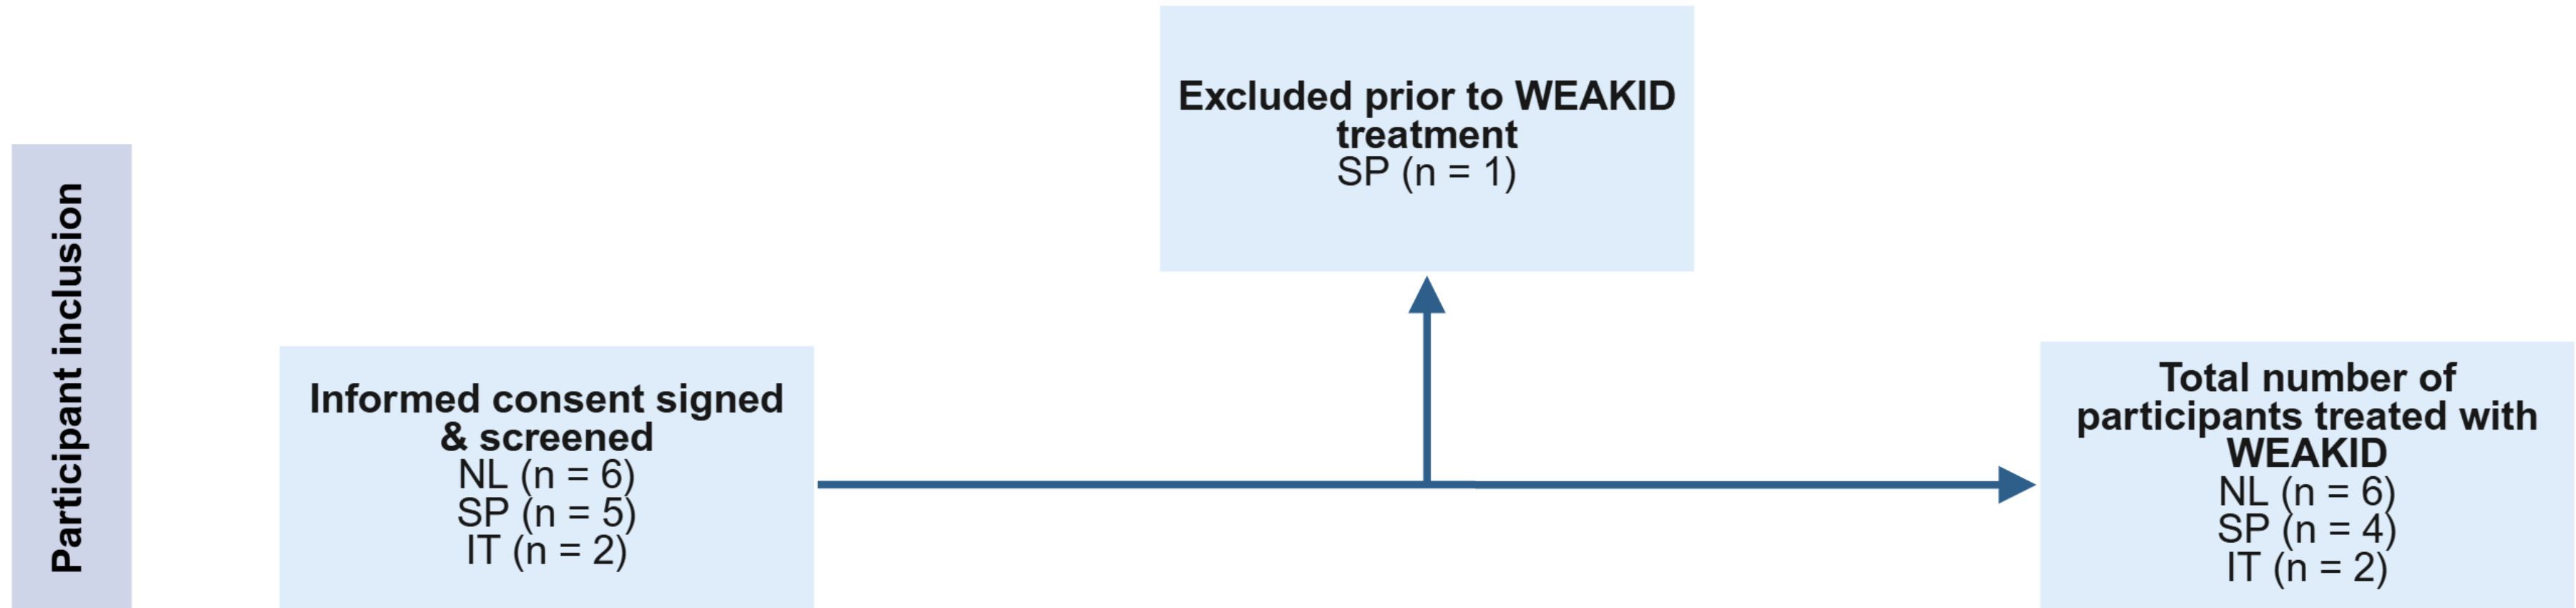 Participant inclusion
Informed consent signed
& screened
NL (n = 6)
SP (n = 5)
IT (n = 2)
Excluded prior to WEAKID
treatment
SP (n = 1)
Total number of
participants treated with
WEAKID
NL (n = 6)
SP (n = 4)
IT (n = 2)